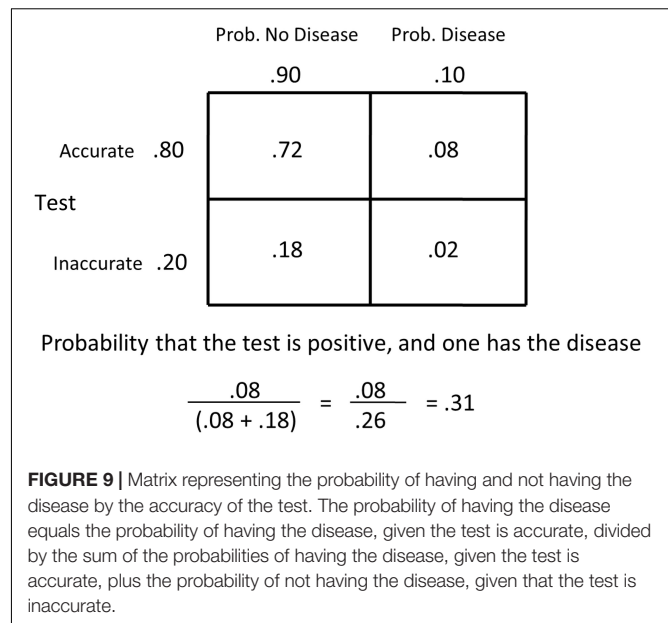 Prob. No Disease Prob. Disease
.90 .10
Accurate .80 .72 .08
Test
Inaccurate .20 .18 .02
Probability that the test is positive, and one has the disease
.08 / (.08 + .18) = .08 / .26 = .31
FIGURE 9 | Matrix representing the probability of having and not having the
disease by the accuracy of the test. The probability of having the disease
equals the probability of having the disease, given the test is accurate, divided
by the sum of the probabilities of having the disease, given the test is
accurate, plus the probability of not having the disease, given that the test is
inaccurate.